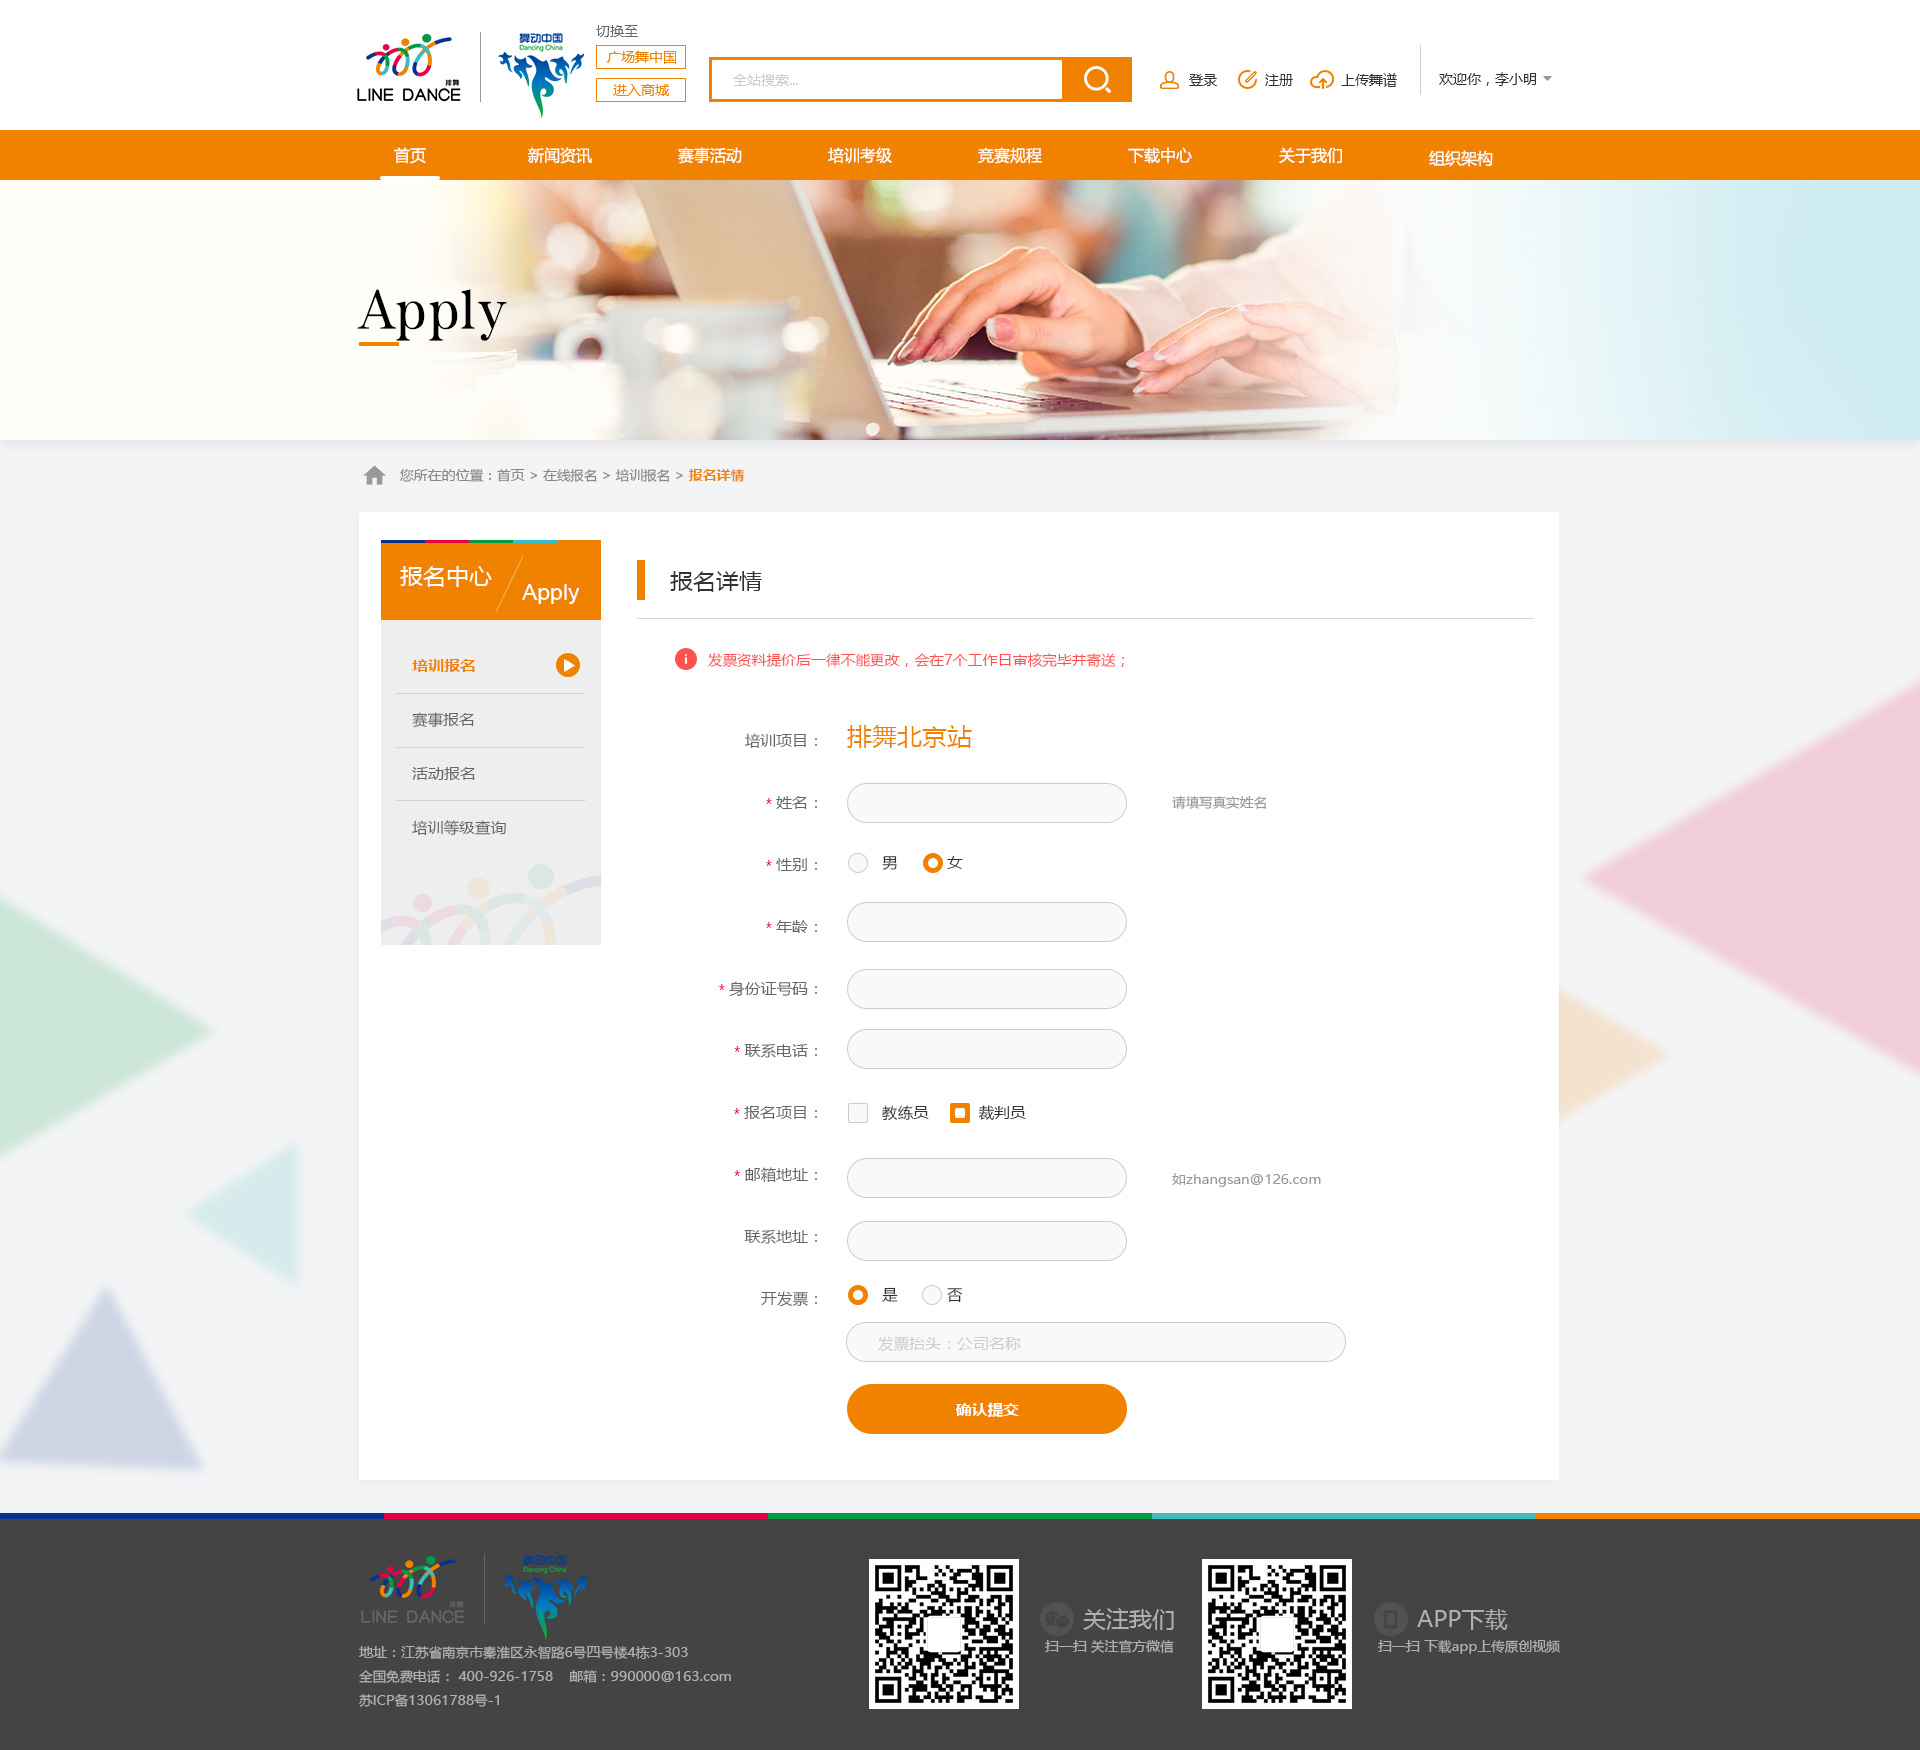 排舞
LINE DANCE
舞动中国
Dancing China
切换至
广场舞中国
进入商城
全站搜索...
登录
注册
上传舞谱
欢迎你，李小明
首页
新闻资讯
赛事活动
培训考级
竞赛规程
下载中心
关于我们
组织架构
Apply
您所在的位置：首页 > 在线报名 > 培训报名 > 报名详情
报名中心
Apply
培训报名
赛事报名
活动报名
培训等级查询
报名详情
发票资料提价后一律不能更改，会在7个工作日审核完毕并寄送；
培训项目：
排舞北京站
* 姓名：
请填写真实姓名
* 性别：
男
女
* 年龄：
* 身份证号码：
* 联系电话：
* 报名项目：
教练员
裁判员
* 邮箱地址：
如zhangsan@126.com
联系地址：
开发票：
是
否
发票抬头：公司名称
确认提交
排舞
LINE DANCE
舞动中国
Dancing China
地址：江苏省南京市秦淮区永智路6号四号楼4栋3-303
全国免费电话： 400-926-1758 邮箱：990000@163.com
苏ICP备13061788号-1
关注我们
扫一扫 关注官方微信
APP下载
扫一扫 下载app上传原创视频